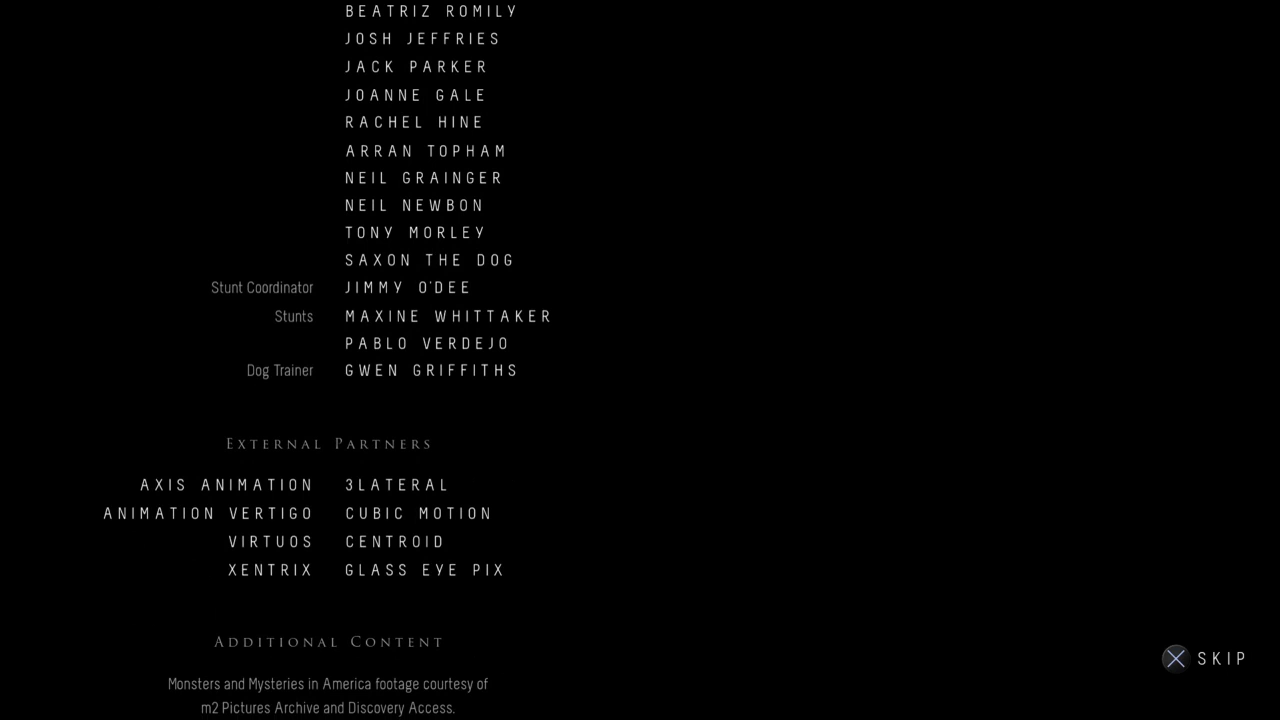 BEATRIZ ROMILY
JOSH JEFFRIES
JACK PARKER
JOANNE GALE
RACHEL HINE
ARRAN TOPHAM
NEIL GRAINGER
NEIL NEWBON
TONY MORLEY
SAXON THE DOG
Stunt Coordinator JIMMY O'DEE
Stunts MAXINE WHITTAKER
PABLO VERDEJO
Dog Trainer GWEN GRIFFITHS
External Partners
AXIS ANIMATION 3LATERAL
ANIMATION VERTIGO CUBIC MOTION
VIRTUOS CENTROID
XENTRIX GLASS EYE PIX
Additional Content
SKIP
Monsters and Mysteries in America footage courtesy of
m2 Pictures Archive and Discovery Access.